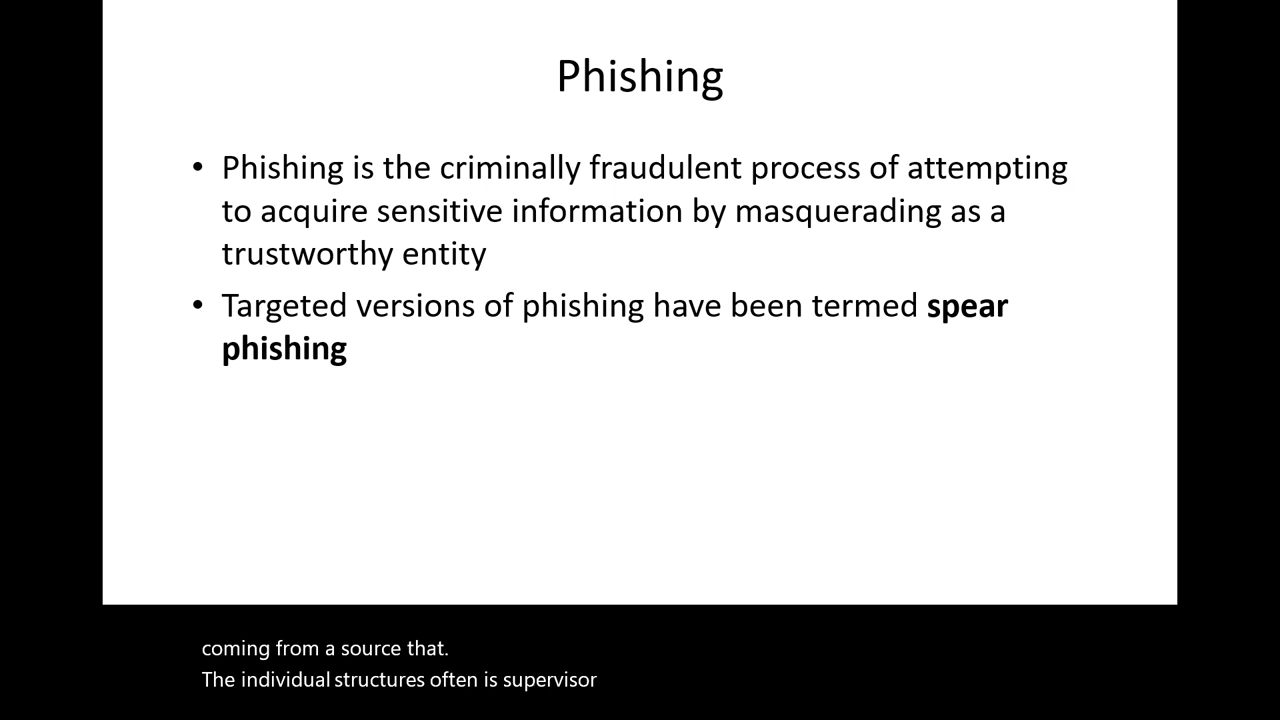 Phishing
• Phishing is the criminally fraudulent process of attempting
to acquire sensitive information by masquerading as a
trustworthy entity
• Targeted versions of phishing have been termed spear
phishing
coming from a source that.
The individual structures often is supervisor